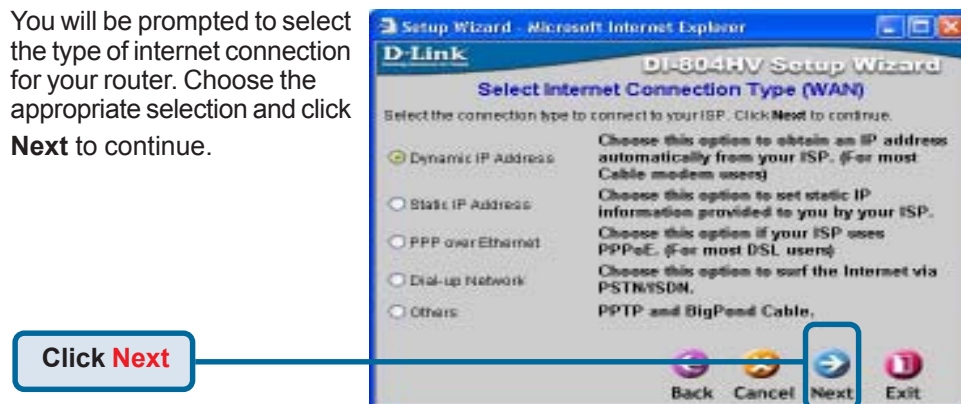 You will be prompted to select
the type of internet connection
for your router. Choose the
appropriate selection and click
Next to continue.
Click Next
Setup Wizard - Microsoft Internet Explorer
D-Link
DI-804HV Setup Wizard
Select Internet Connection Type (WAN)
Select the connection type to connect to your ISP. Click Next to continue.
Dynamic IP Address
Choose this option to obtain an IP address
automatically from your ISP. (For most
Cable modem users)
Static IP Address
Choose this option to set static IP
information provided to you by your ISP.
PPP over Ethernet
Choose this option if your ISP uses
PPPoE. (For most DSL users)
Dial-up Network
Choose this option to surf the Internet via
PSTN/ISDN.
Others
PPTP and BigPond Cable.
Back Cancel Next Exit